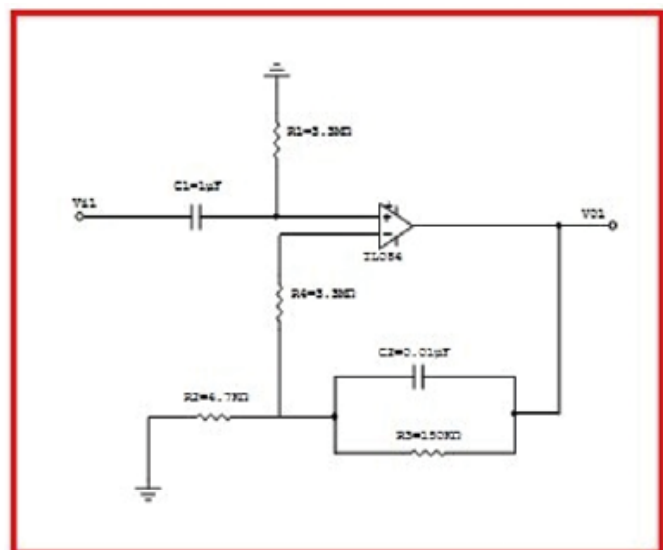 R1=3.3MΩ
C1=1µF
Vi1
VO1
TL084
R4=3.3MΩ
C2=0.01µF
R2=4.7KΩ
R3=150KΩ